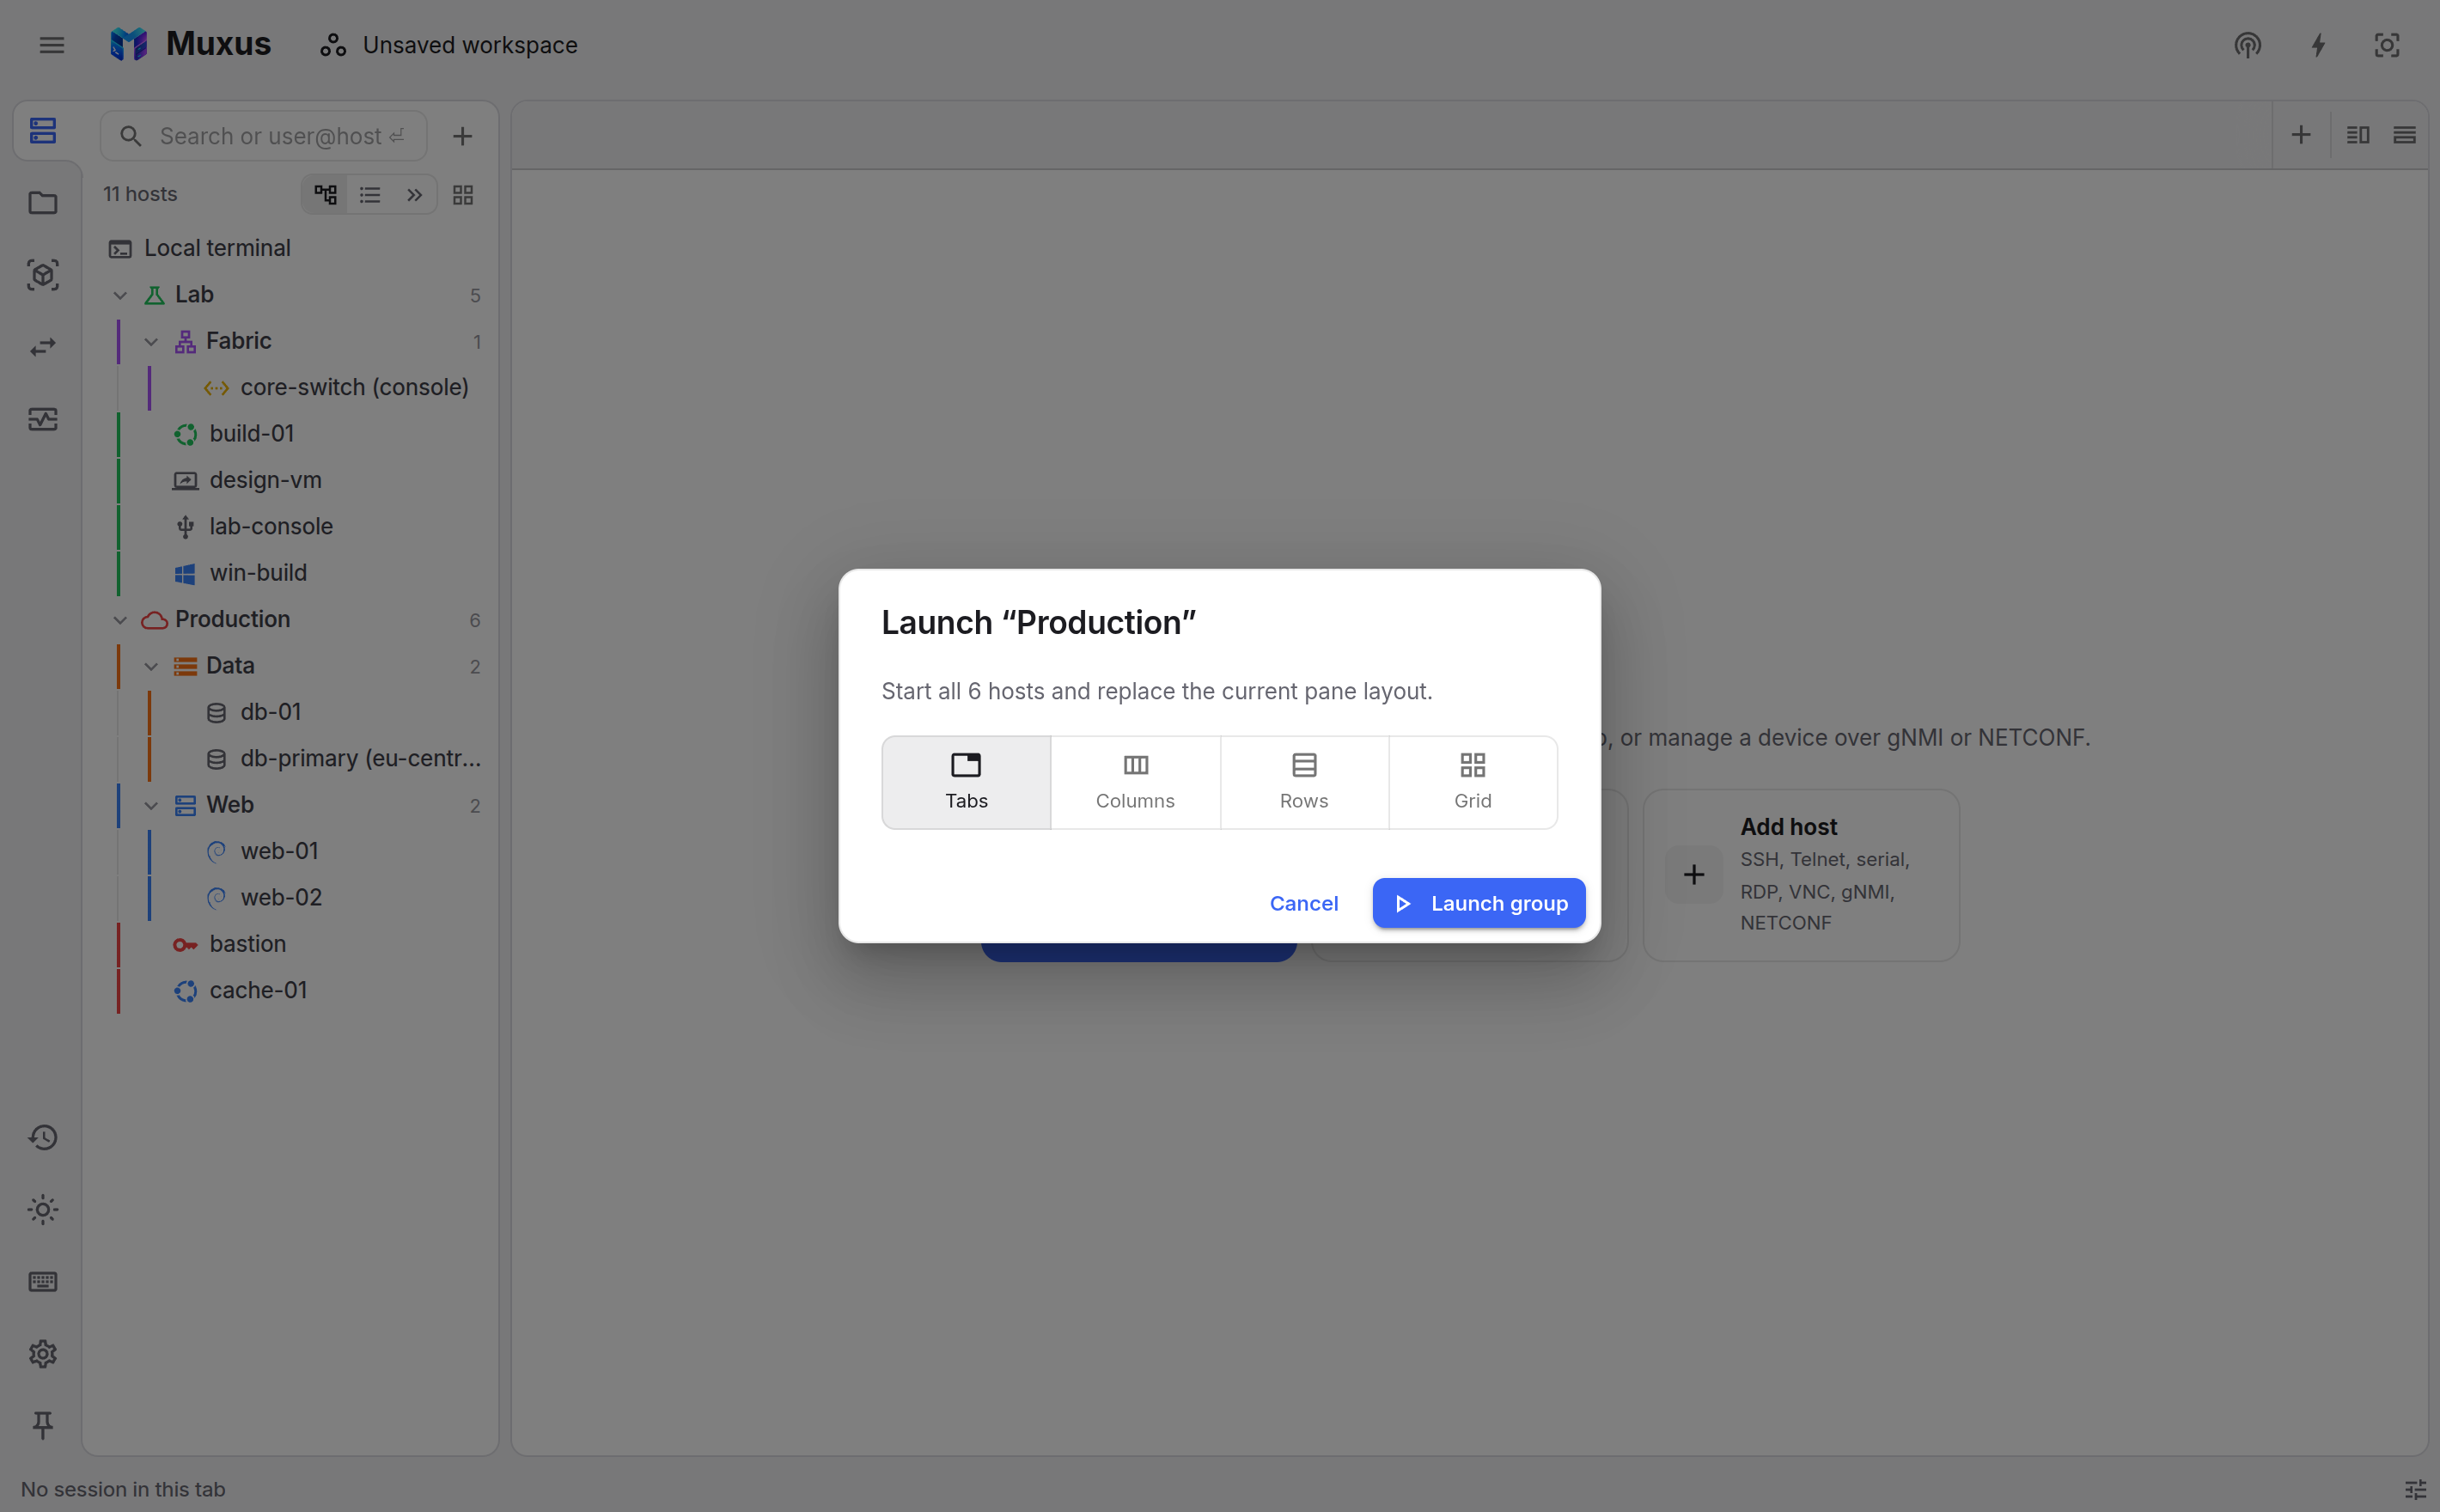 Muxus
Unsaved workspace
Search or user@host ⏎
11 hosts
Local terminal
Lab 5
Fabric 1
core-switch (console)
build-01
design-vm
lab-console
win-build
Production 6
Data 2
db-01
db-primary (eu-centr...
Web 2
web-01
web-02
bastion
cache-01
Launch “Production”
Start all 6 hosts and replace the current pane layout.
Tabs
Columns
Rows
Grid
Cancel
Launch group
, or manage a device over gNMI or NETCONF.
Add host
SSH, Telnet, serial,
RDP, VNC, gNMI,
NETCONF
No session in this tab